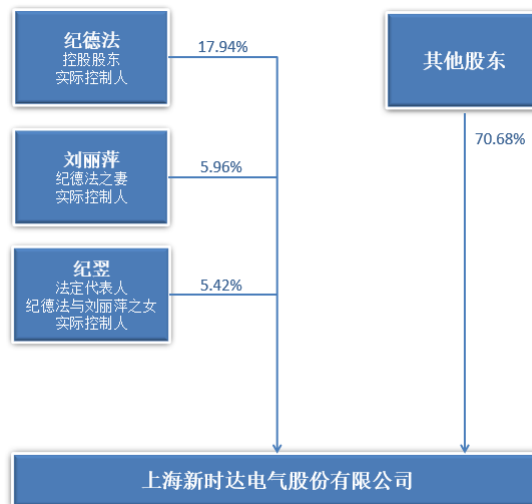 纪德法
控股股东
实际控制人
17.94%
其他股东
70.68%
刘丽萍
纪德法之妻
实际控制人
5.96%
纪翌
法定代表人
纪德法与刘丽萍之女
实际控制人
5.42%
上海新时达电气股份有限公司